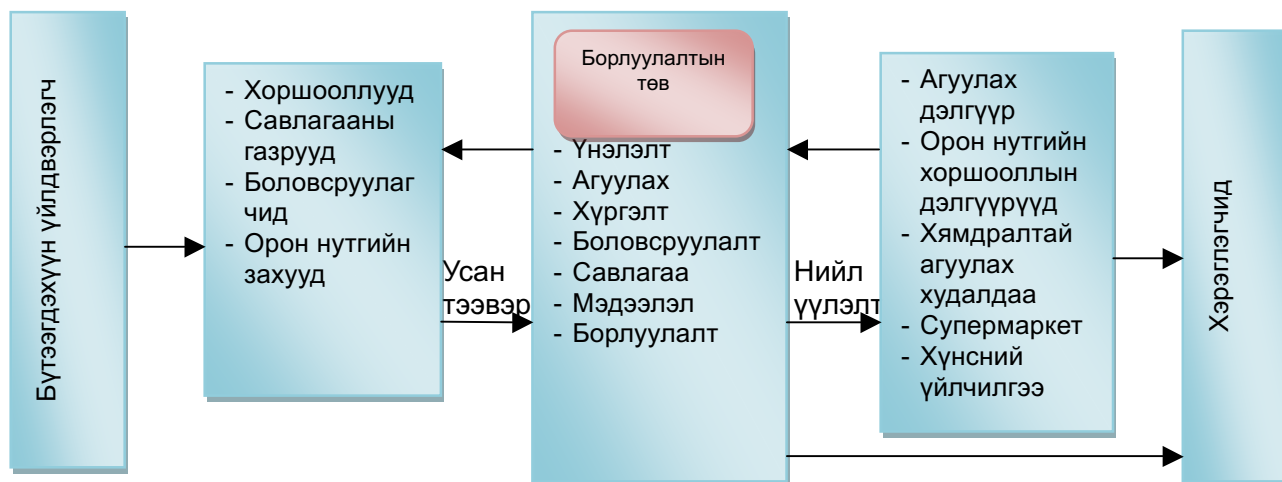 Бүтээгдэхүүн үйлдвэрлэгч
- Хоршооллууд
- Савлагааны
газрууд
- Боловсруулаг
чид
- Орон нутгийн
захууд
Усан
тээвэр
Борлуулалтын
төв
- Үнэлэлт
- Агуулах
- Хүргэлт
- Боловсруулалт
- Савлагаа
- Мэдээлэл
- Борлуулалт
Нийл
үүлэлт
- Агуулах
дэлгүүр
- Орон нутгийн
хоршооллын
дэлгүүрүүд
- Хямдралтай
агуулах
худалдаа
- Супермаркет
- Хүнсний
үйлчилгээ
Хэрэглэгчид